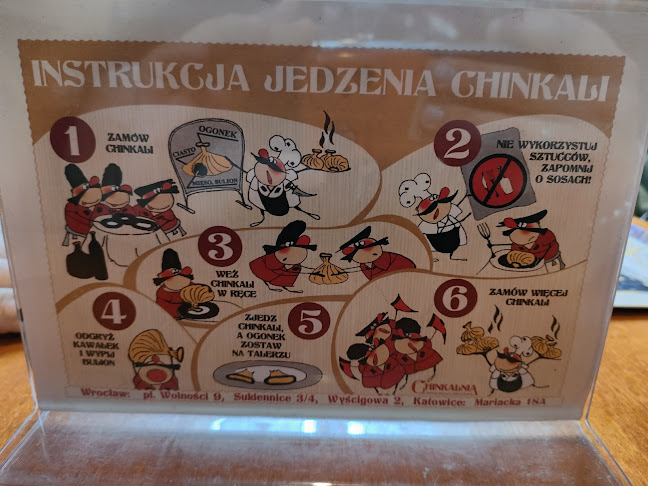 INSTRUKCJA JEDZENIA CHINKALI
1
ZAMÓW
CHINKALI
OGONEK
CIASTO
MIĘSO, BULION
2
NIE WYKORZYSTUJ
SZTUĆCÓW,
ZAPOMNIJ
O SOSACH!
3
WEŹ
CHINKALI
W RĘCE
4
ODGRYŹ
KAWAŁEK
I WYPIJ
BULION
ZJEDZ
CHINKALI,
A OGONEK
ZOSTAW
NA TALERZU
5
6
ZAMÓW WIĘCEJ
CHINKALI
CHINKALNIA
Wrocław: pl. Wolności 9, Sukiennice 3/4, Wyścigowa 2, Katowice: Mariacka 18A